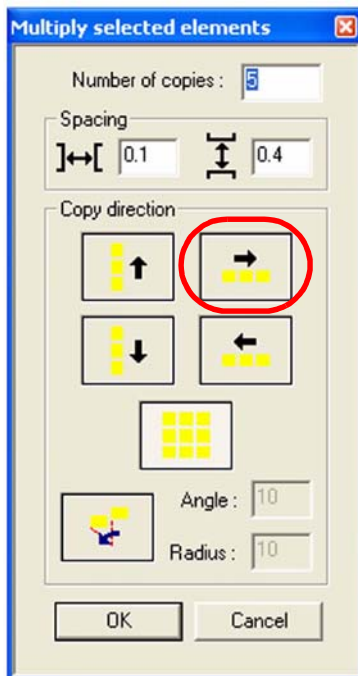 Multiply selected elements
Number of copies : 5
Spacing
0.1 0.4
Copy direction
Angle : 10
Radius : 10
OK Cancel